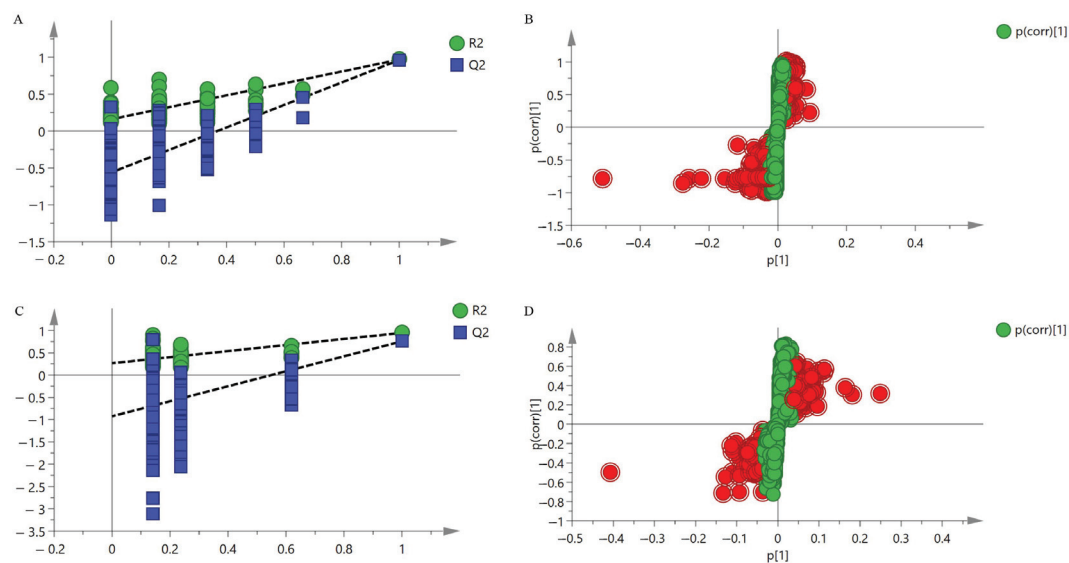 A
R2
Q2
1
0.5
0
−0.5
−1
−1.5
−0.2 0 0.2 0.4 0.6 0.8 1
B
p(corr)[1]
p(corr)[1]
1
0.5
0
−0.5
−1
−1.5
−0.6 −0.4 −0.2 0 0.2 0.4
p[1]
C
R2
Q2
1
0.5
0
−0.5
−1
−1.5
−2
−2.5
−3
−3.5
−0.2 0 0.2 0.4 0.6 0.8 1
D
p(corr)[1]
p(corr)[1]
0.8
0.6
0.4
0.2
0
−0.2
−0.4
−0.6
−0.8
−1
−0.5 −0.4 −0.3 −0.2 −0.1 0 0.1 0.2 0.3 0.4
p[1]